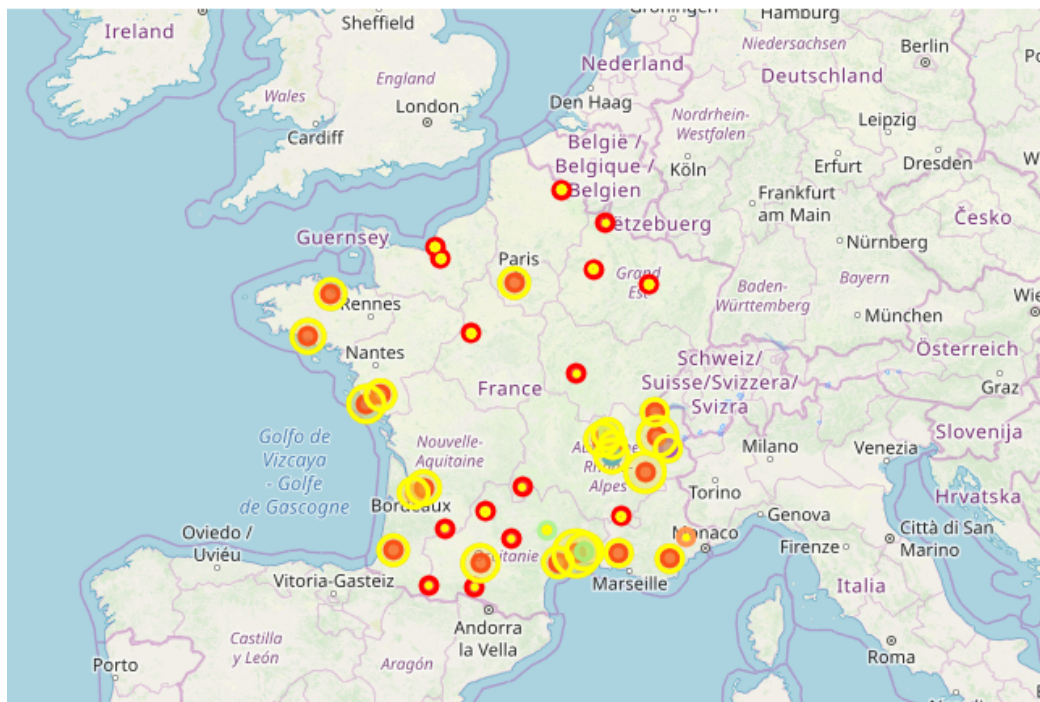 Groningen
Hamburg
Sheffield
Ireland
Niedersachsen
Berlin
Nederland
England
Deutschland
Wales
London
Den Haag
Nordrhein-
Westfalen
Leipzig
Cardiff
België /
Belgique /
Belgien
Köln
Erfurt
Dresden
Frankfurt
am Main
Česko
Guernsey
Nürnberg
Paris
Grand
Est
Baden-
Württemberg
Bayern
Rennes
München
Nantes
Schweiz/
Suisse/Svizzera/
Svizra
Österreich
France
Graz
Golfo de
Vizcaya
- Golfe
de Gascogne
Nouvelle-
Aquitaine
Milano
Venezia
Slovenija
Alpes
Torino
Hrvatska
Bordeaux
Oviedo /
Uviéu
Genova
Città di San
Marino
Monaco
Firenze
Occitanie
Vitoria-Gasteiz
Marseille
Italia
Andorra
la Vella
Castilla
y León
Aragón
Roma
Porto